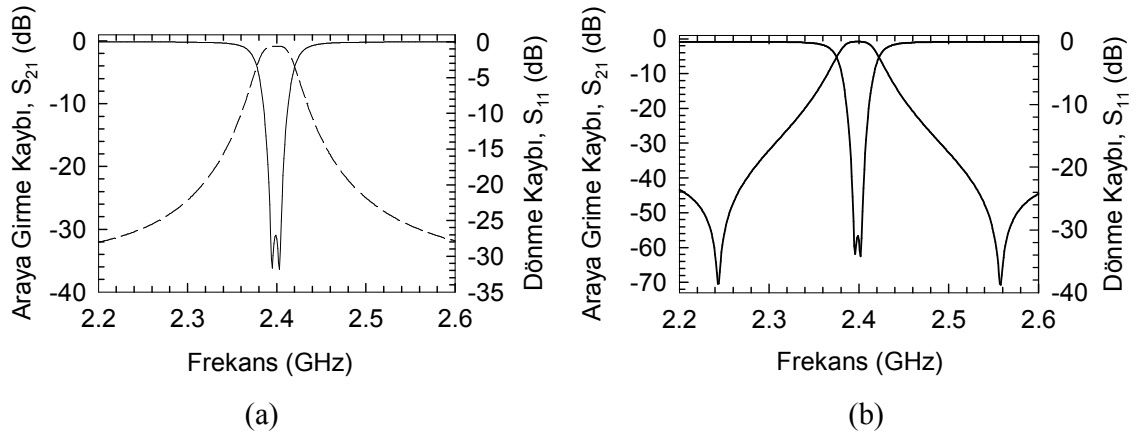 Araya Girme Kaybı, S21 (dB)
0
-10
-20
-30
-40
0
-5
-10
-15
-20
-25
-30
-35
Dönme Kaybı, S11 (dB)
2.2 2.3 2.4 2.5 2.6
Frekans (GHz)
(a)
Araya Grime Kaybı, S21 (dB)
0
-10
-20
-30
-40
-50
-60
-70
0
-10
-20
-30
-40
Dönme Kaybı, S11 (dB)
2.2 2.3 2.4 2.5 2.6
Frekans (GHz)
(b)